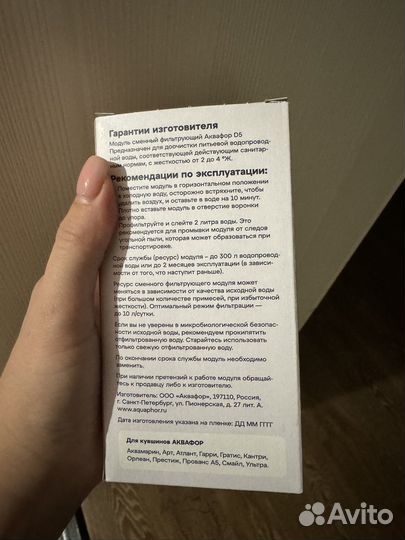 Гарантии изготовителя
Модуль сменный фильтрующий Аквафор D5
Предназначен для доочистки питьевой водопровод-
ной воды, соответствующей действующим санитар-
ным нормам, с жесткостью от 2 до 4 °Ж.
Рекомендации по эксплуатации:
Поместите модуль в горизонтальном положении
в холодную воду, осторожно встряхните, чтобы
удалить воздух, и оставьте в воде на 10 минут.
Плотно вставьте модуль в отверстие воронки
до упора.
Профильтруйте и слейте 2 литра воды. Это
рекомендуется для промывки модуля от следов
угольной пыли, которая может образоваться при
транспортировке.
Срок службы (ресурс) модуля – до 300 л водопровод-
ной воды или до 2 месяцев эксплуатации (в зависи-
мости от того, что наступит раньше).
Ресурс сменного фильтрующего модуля может
меняться в зависимости от качества исходной воды
(при большом количестве примесей, при избыточной
жесткости). Оптимальный режим фильтрации —
до 10 л/сутки.
Если вы не уверены в микробиологической безопас-
ности исходной воды, рекомендуем прокипятить
отфильтрованную воду. Старайтесь использовать
только свежую отфильтрованную воду.
По окончании срока службы модуль необходимо
заменить.
При наличии претензий к работе модуля обращай-
тесь к продавцу либо к изготовителю.
Изготовитель: ООО «Аквафор», 197110, Россия,
г. Санкт-Петербург, ул. Пионерская, д. 27 лит. А.
www.aquaphor.ru
Дата изготовления указана на пленке: ДД ММ ГГГГ
Для кувшинов АКВАФОР
Аквамарин, Арт, Атлант, Гарри, Гратис, Кантри,
Орлеан, Престиж, Прованс А5, Смайл, Ультра.
Avito